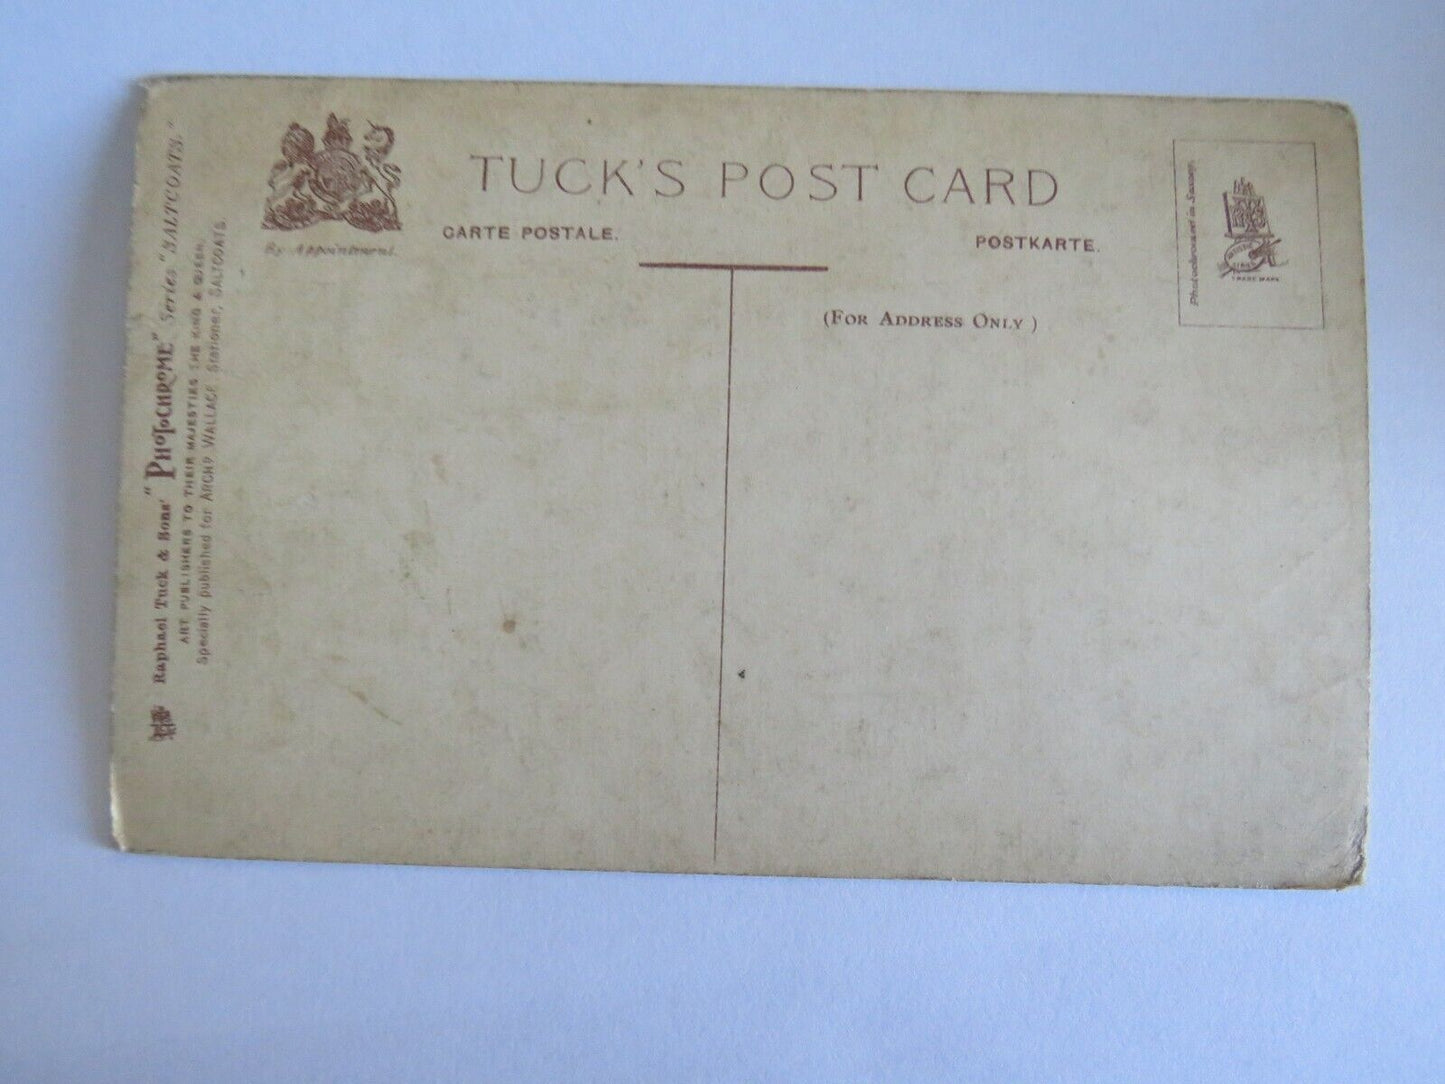 TUCK'S POST CARD
By Appointment.
CARTE POSTALE.
POSTKARTE.
(FOR ADDRESS ONLY)
Raphael Tuck & Sons' "PHOTOCHROME" Series "SALTCOATS."
ART PUBLISHERS TO THEIR MAJESTIES THE KING & QUEEN.
Specially published for ARCHD WALLACE, Stationer, SALTCOATS
Photochromed in Saxony.
TRADE MARK